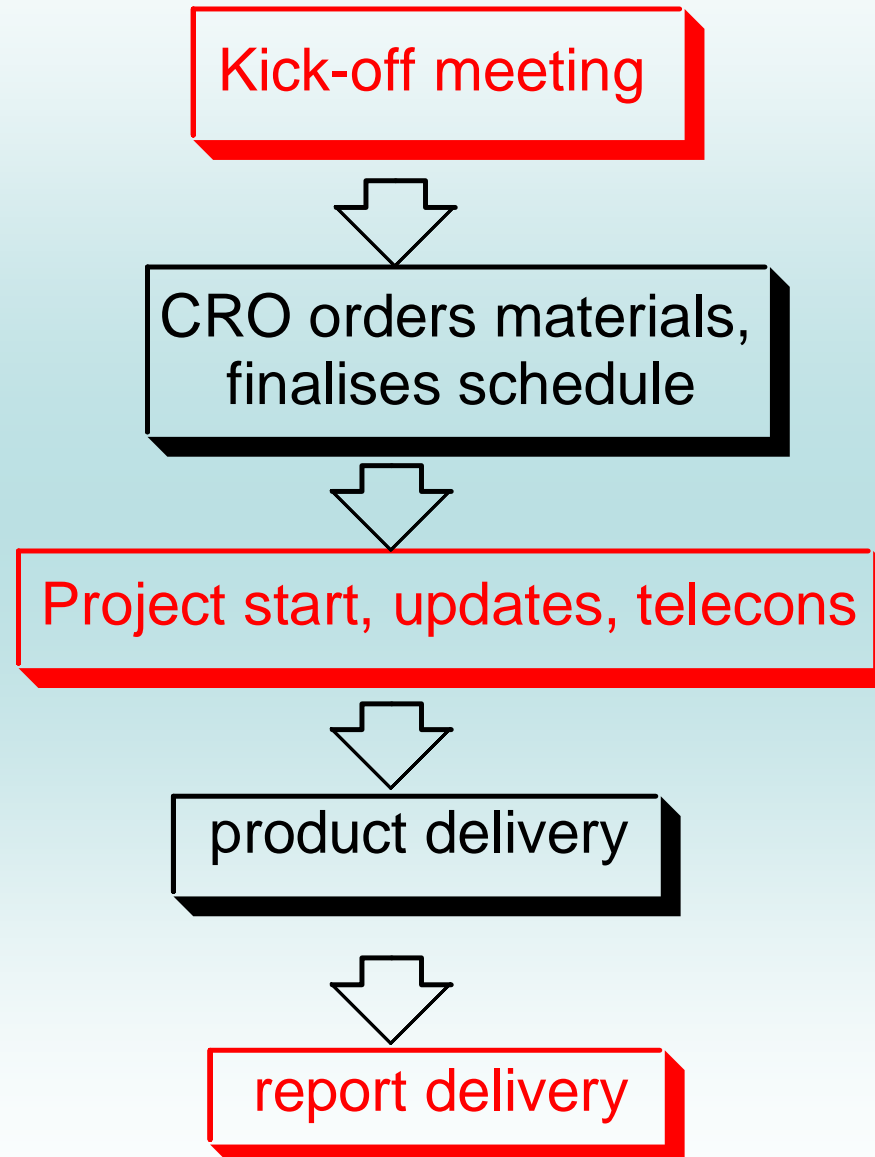 Kick-off meeting
CRO orders materials,
finalises schedule
Project start, updates, telecons
product delivery
report delivery